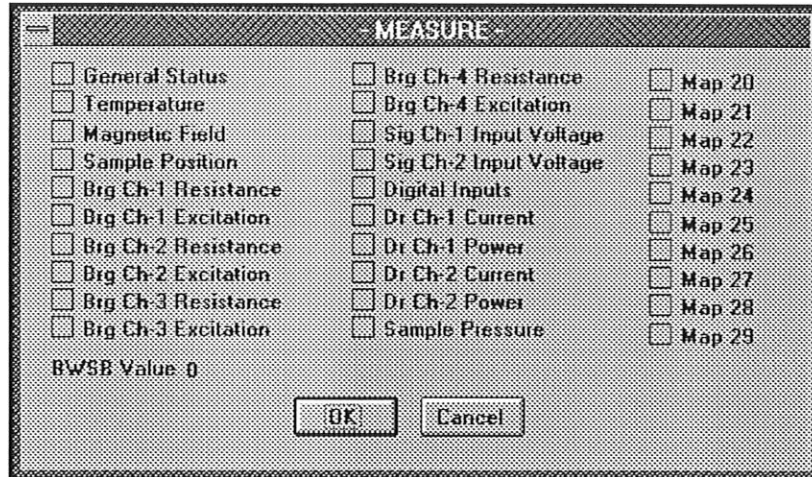 - MEASURE -
General Status
Temperature
Magnetic Field
Sample Position
Brg Ch-1 Resistance
Brg Ch-1 Excitation
Brg Ch-2 Resistance
Brg Ch-2 Excitation
Brg Ch-3 Resistance
Brg Ch-3 Excitation
Brg Ch-4 Resistance
Brg Ch-4 Excitation
Sig Ch-1 Input Voltage
Sig Ch-2 Input Voltage
Digital Inputs
Dr Ch-1 Current
Dr Ch-1 Power
Dr Ch-2 Current
Dr Ch-2 Power
Sample Pressure
Map 20
Map 21
Map 22
Map 23
Map 24
Map 25
Map 26
Map 27
Map 28
Map 29
BWSB Value 0
OK
Cancel